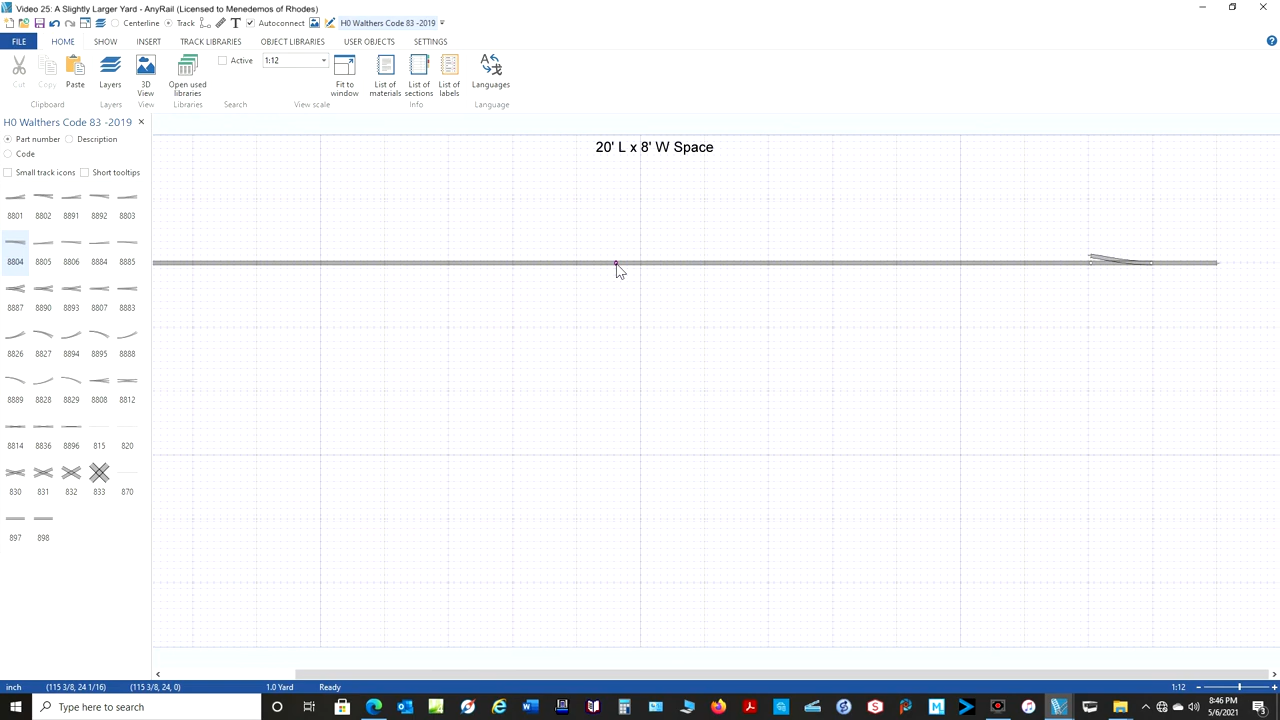 Video 25: A Slightly Larger Yard - AnyRail (Licensed to Menedemos of Rhodes)
Centerline Track Autoconnect H0 Walthers Code 83 -2019
FILE HOME SHOW INSERT TRACK LIBRARIES OBJECT LIBRARIES USER OBJECTS SETTINGS
Cut Copy Paste Layers 3D View Open used libraries Active 1:12 Fit to window List of materials List of sections List of labels Languages
Clipboard Layers View Libraries Search View scale Info Language
H0 Walthers Code 83 -2019
Part number Description
Code
Small track icons Short tooltips
8801 8802 8891 8892 8803
8804 8805 8806 8884 8885
8887 8890 8893 8807 8883
8826 8827 8894 8895 8888
8889 8828 8829 8808 8812
8814 8836 8896 815 820
830 831 832 833 870
897 898
20' L x 8' W Space
inch (115 3/8, 24 1/16) (115 3/8, 24, 0) 1.0 Yard Ready 1:12
Type here to search
8:46 PM
5/6/2021